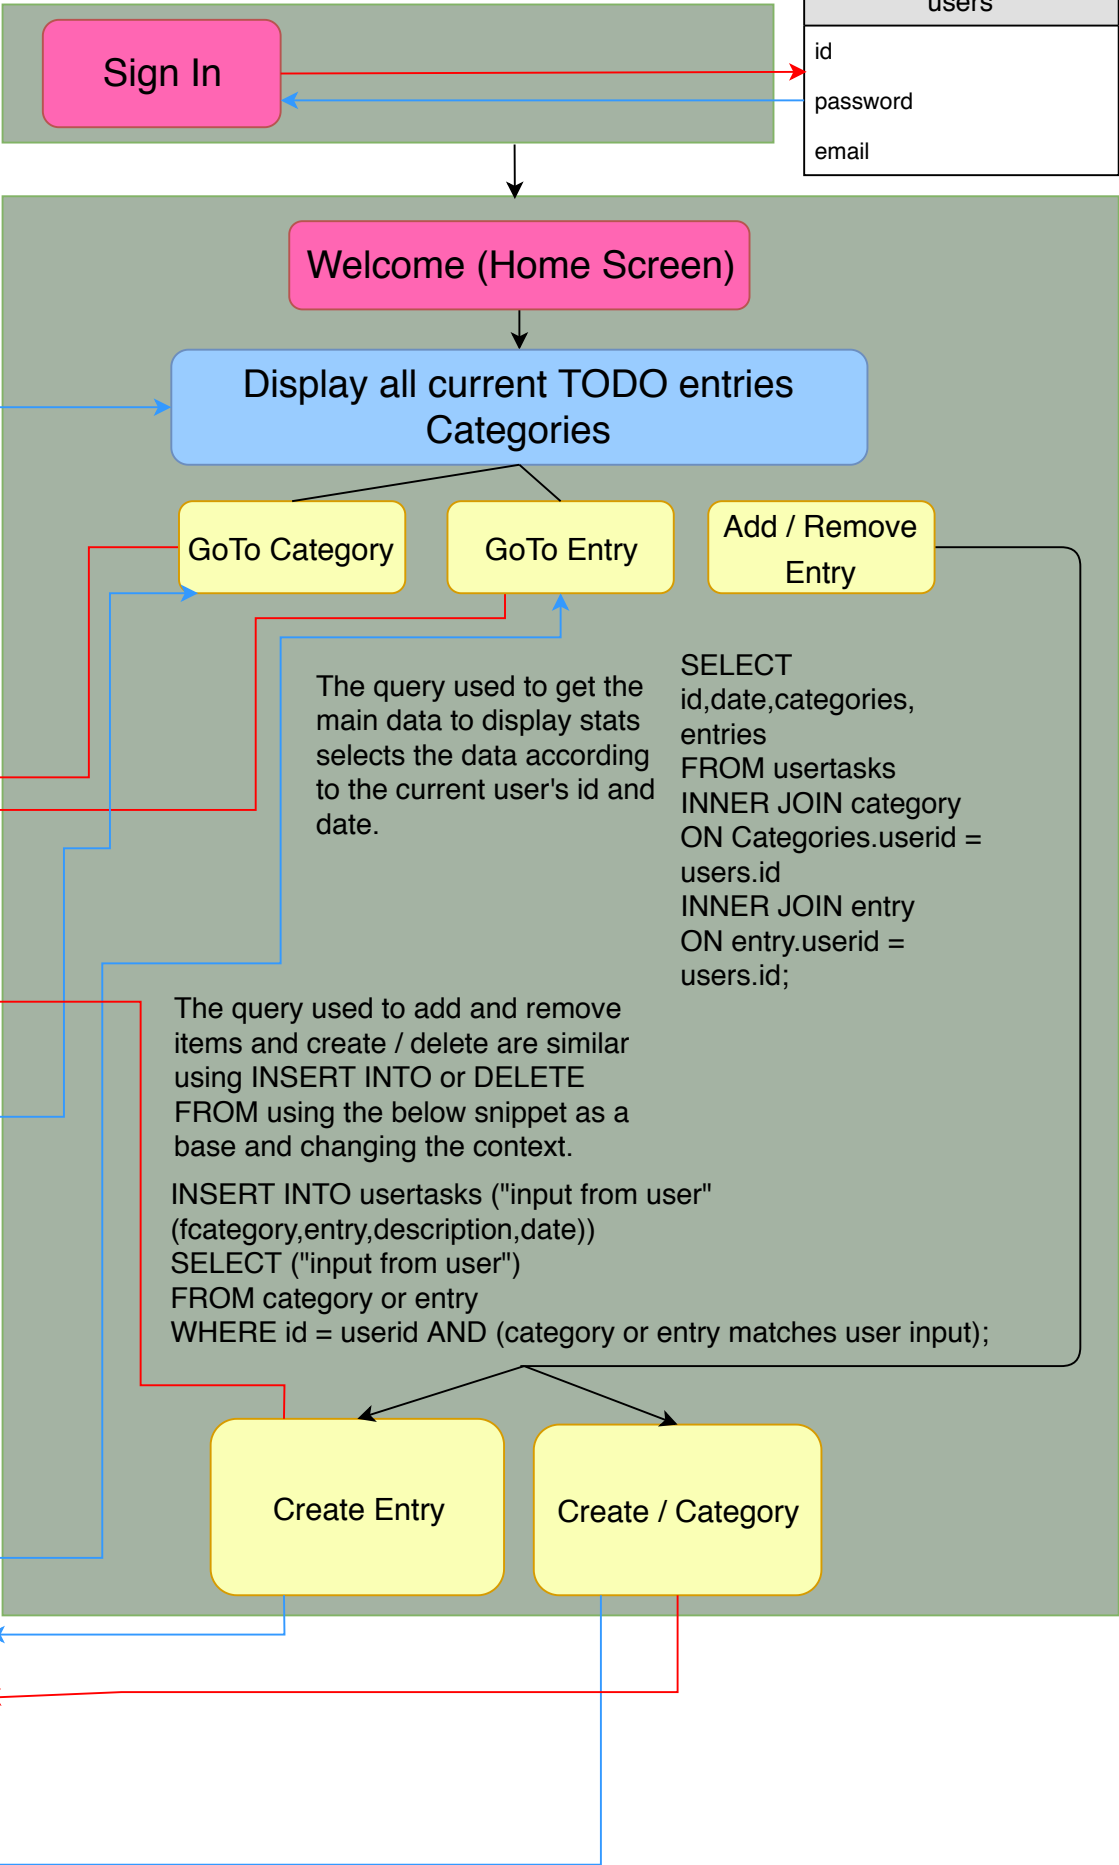 users
id
password
email
Sign In
Welcome (Home Screen)
Display all current TODO entries
Categories
GoTo Category
GoTo Entry
Add / Remove
Entry
The query used to get the
main data to display stats
selects the data according
to the current user's id and
date.
SELECT
id,date,categories,
entries
FROM usertasks
INNER JOIN category
ON Categories.userid =
users.id
INNER JOIN entry
ON entry.userid =
users.id;
The query used to add and remove
items and create / delete are similar
using INSERT INTO or DELETE
FROM using the below snippet as a
base and changing the context.
INSERT INTO usertasks ("input from user"
(fcategory,entry,description,date))
SELECT ("input from user")
FROM category or entry
WHERE id = userid AND (category or entry matches user input);
Create Entry
Create / Category